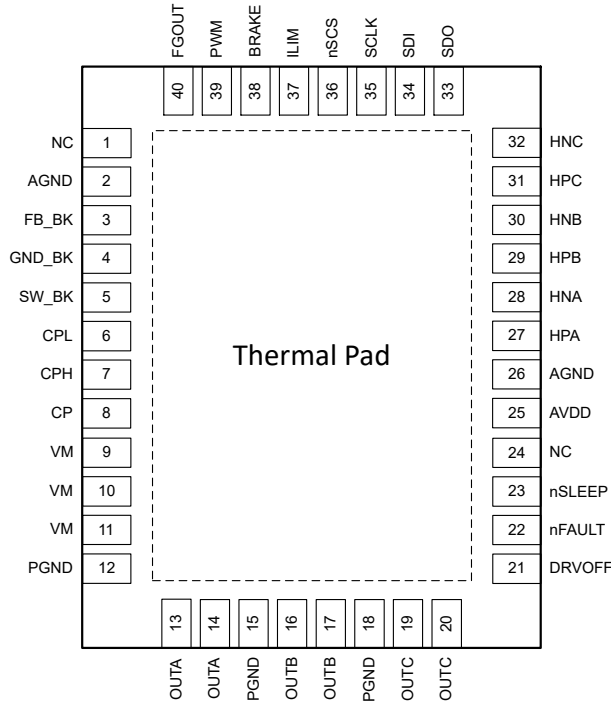 FGOUT PWM BRAKE ILIM nSCS SCLK SDI SDO
40 39 38 37 36 35 34 33
NC 1
AGND 2
FB_BK 3
GND_BK 4
SW_BK 5
CPL 6
CPH 7
CP 8
VM 9
VM 10
VM 11
PGND 12
Thermal Pad
32 HNC
31 HPC
30 HNB
29 HPB
28 HNA
27 HPA
26 AGND
25 AVDD
24 NC
23 nSLEEP
22 nFAULT
21 DRVOFF
13 14 15 16 17 18 19 20
OUTA OUTA PGND OUTB OUTB PGND OUTC OUTC